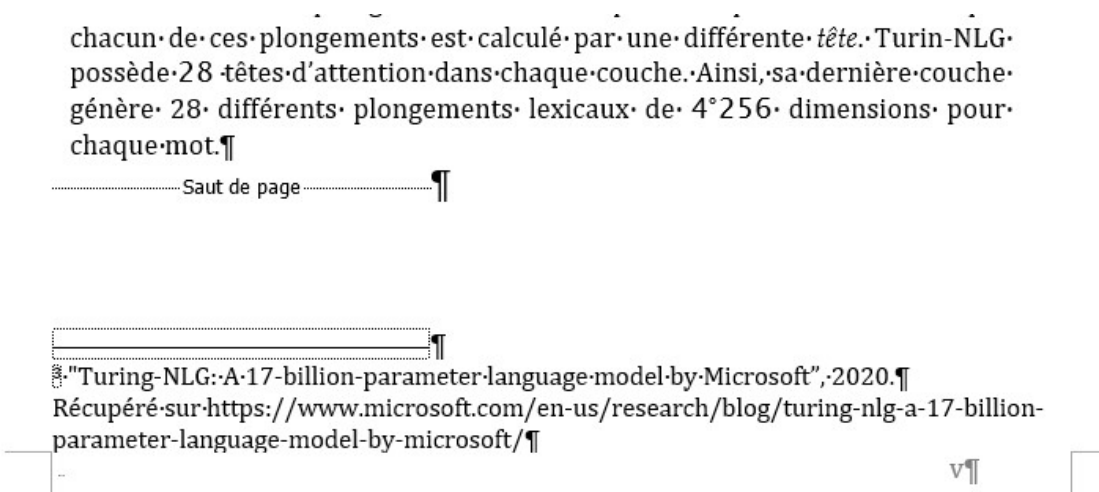 chacun de ces plongements est calculé par une différente tête. Turin-NLG
possède 28 têtes d’attention dans chaque couche. Ainsi, sa dernière couche
génère 28 différents plongements lexicaux de 4°256 dimensions pour
chaque mot.¶
Saut de page¶
¶
"Turing-NLG: A 17-billion-parameter language model by Microsoft”, 2020.¶
Récupéré sur https://www.microsoft.com/en-us/research/blog/turing-nlg-a-17-billion-
parameter-language-model-by-microsoft/¶
v¶